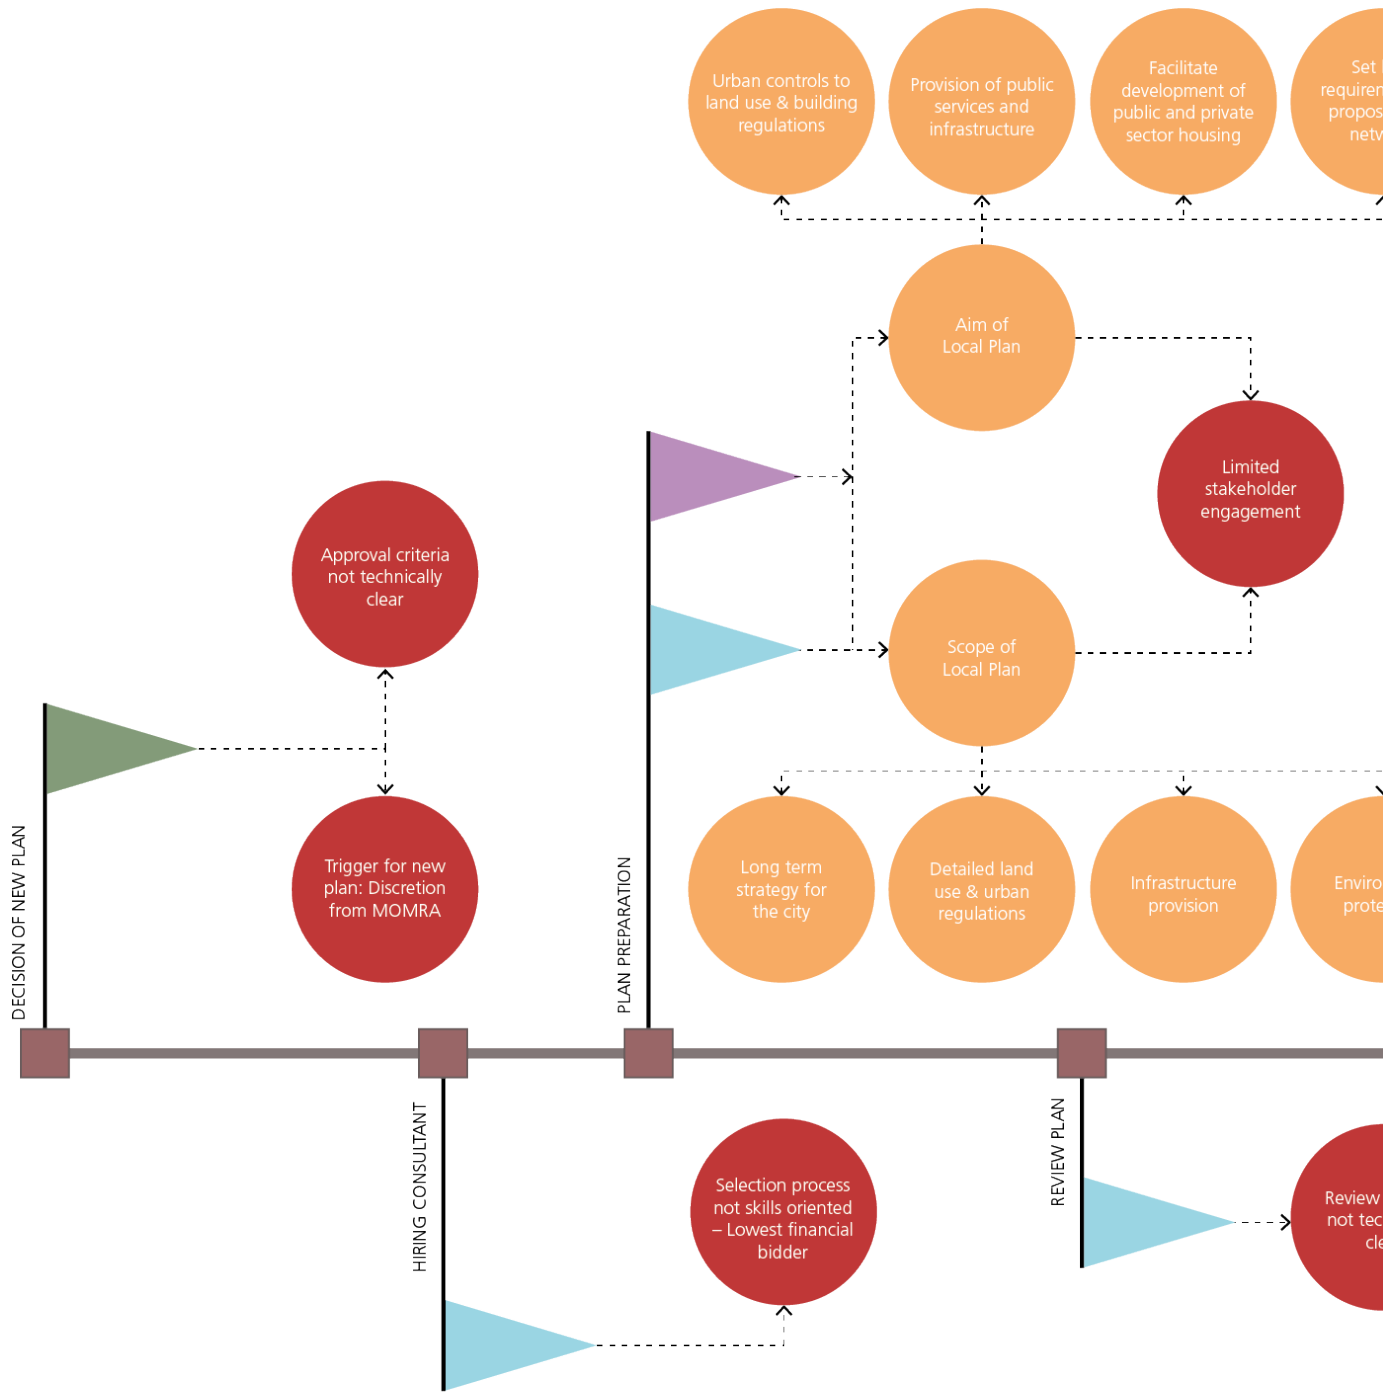 Urban controls to
land use & building
regulations
Provision of public
services and
infrastructure
Facilitate
development of
public and private
sector housing
Set
Aim of
Local Plan
Limited
stakeholder
engagement
Approval criteria
not technically
clear
Scope of
Local Plan
Trigger for new
plan: Discretion
from MOMRA
Long term
strategy for
the city
Detailed land
use & urban
regulations
Infrastructure
provision
DECISION OF NEW PLAN
PLAN PREPARATION
HIRING CONSULTANT
REVIEW PLAN
Selection process
not skills oriented
– Lowest financial
bidder
Review
not